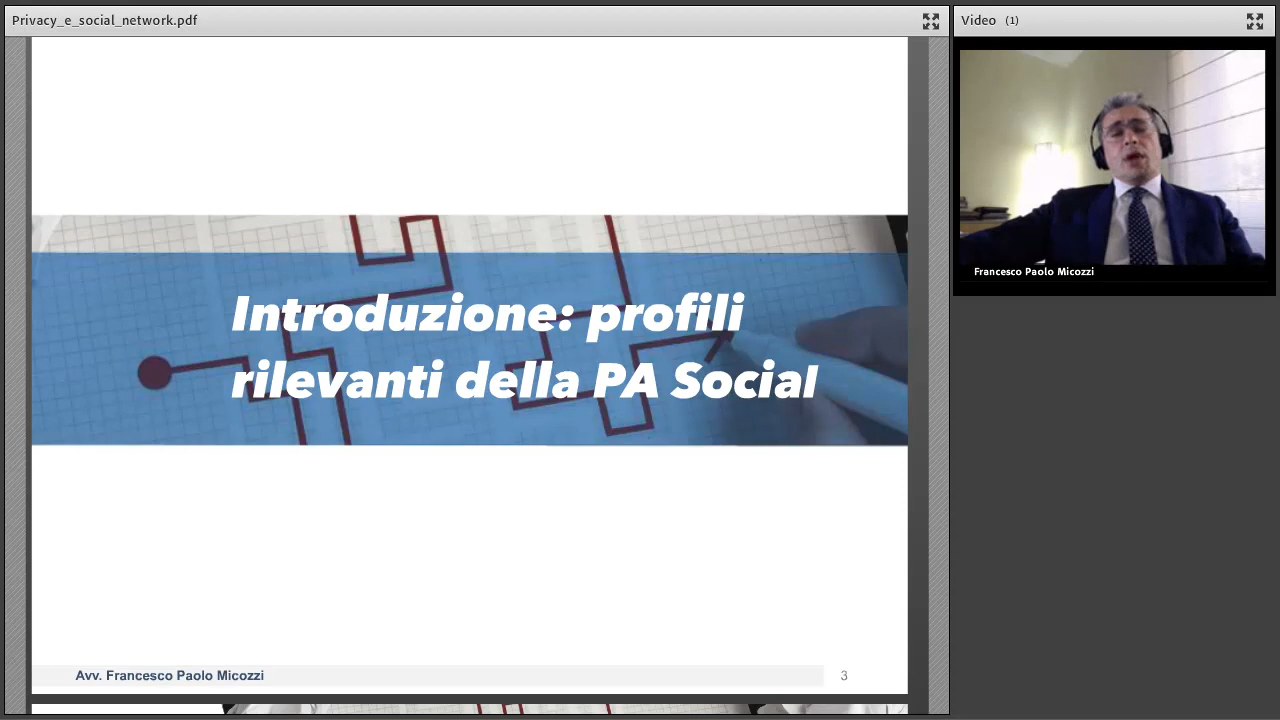 Privacy_e_social_network.pdf
Video (1)
Introduzione: profili
rilevanti della PA Social
Francesco Paolo Micozzi
Avv. Francesco Paolo Micozzi
3